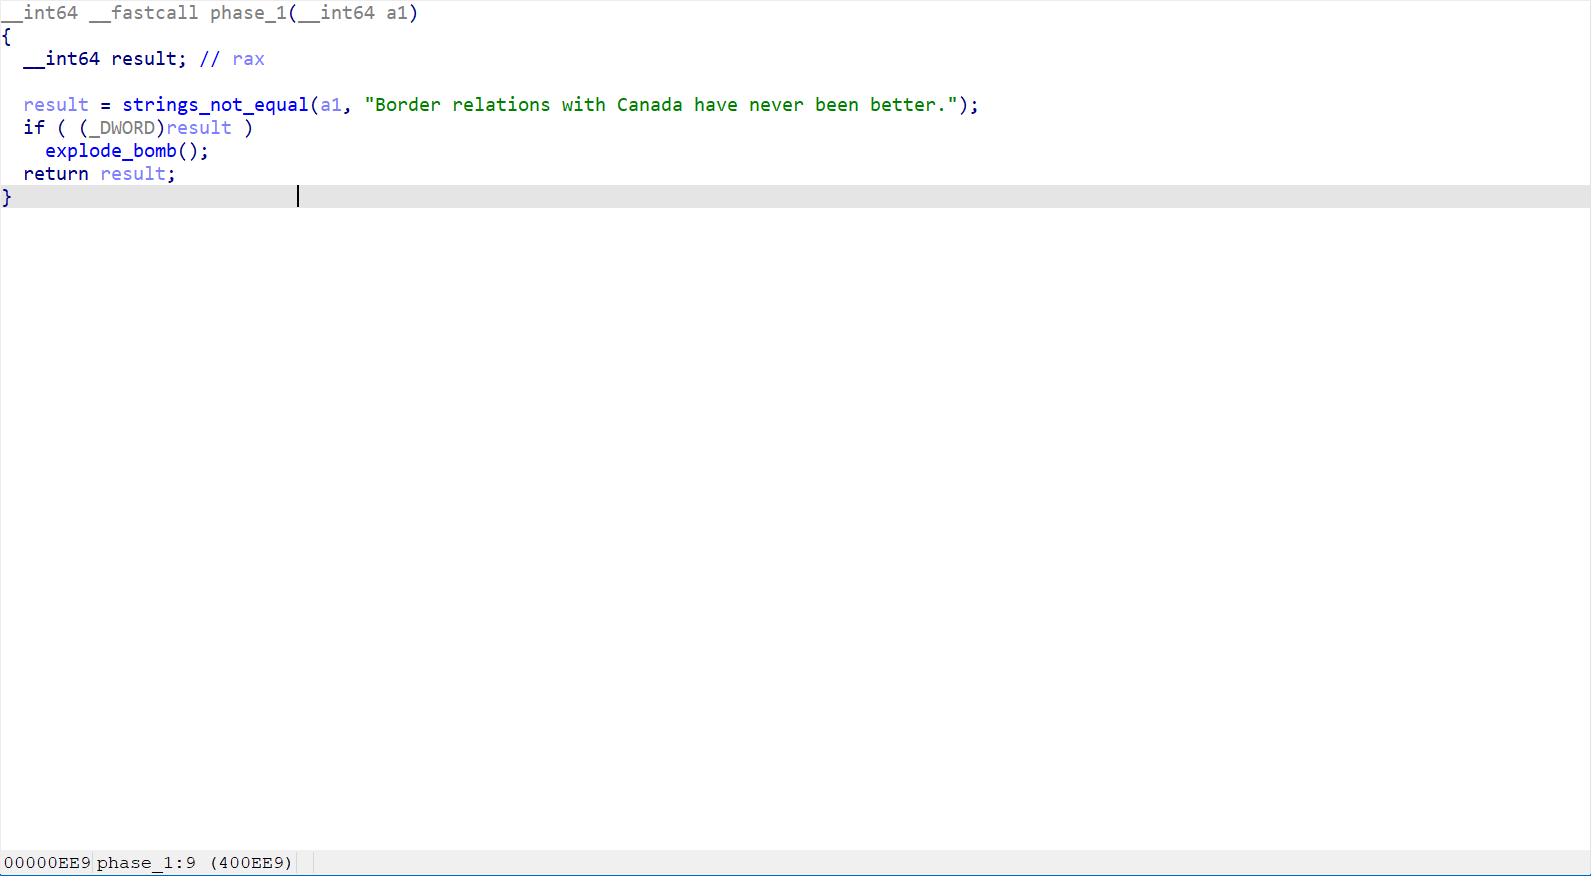 __int64 __fastcall phase_1(__int64 a1)
{
  __int64 result; // rax

  result = strings_not_equal(a1, "Border relations with Canada have never been better.");
  if ( (_DWORD)result )
    explode_bomb();
  return result;
}
00000EE9 phase_1:9 (400EE9)